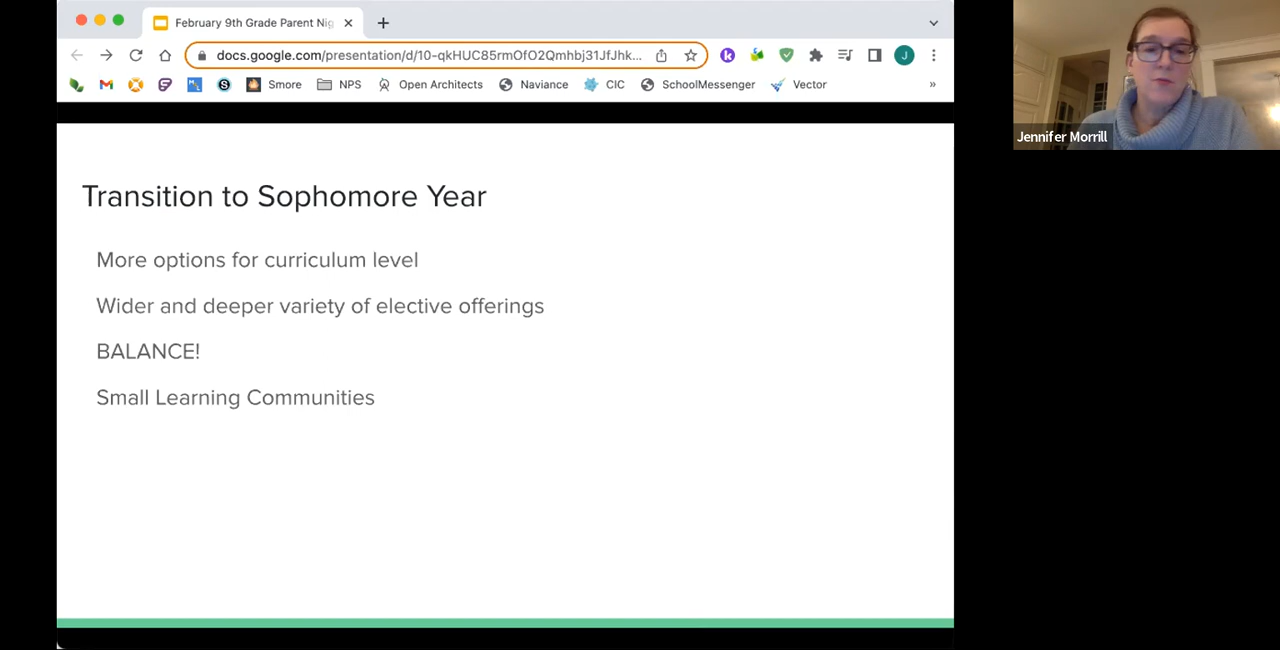 February 9th Grade Parent Nig
docs.google.com/presentation/d/10-qkHUC85rmOfO2Qmhbj31JfJhk...
J
Smore NPS Open Architects Naviance CIC SchoolMessenger Vector »
Jennifer Morrill
Transition to Sophomore Year
More options for curriculum level
Wider and deeper variety of elective offerings
BALANCE!
Small Learning Communities